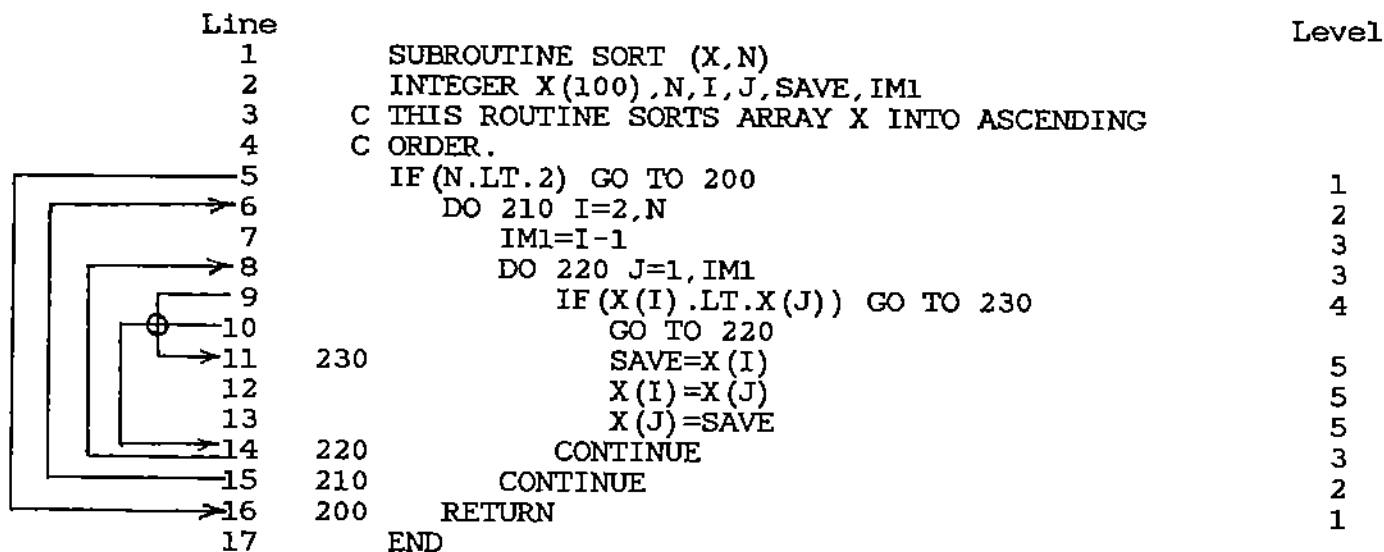 Line Level
1 SUBROUTINE SORT (X,N)
2 INTEGER X(100),N,I,J,SAVE,IM1
3 C THIS ROUTINE SORTS ARRAY X INTO ASCENDING
4 C ORDER.
5 IF(N.LT.2) GO TO 200 1
6 DO 210 I=2,N 2
7 IM1=I-1 3
8 DO 220 J=1,IM1 3
9 IF(X(I).LT.X(J)) GO TO 230 4
10 GO TO 220
11 230 SAVE=X(I) 5
12 X(I)=X(J) 5
13 X(J)=SAVE 5
14 220 CONTINUE 3
15 210 CONTINUE 2
16 200 RETURN 1
17 END